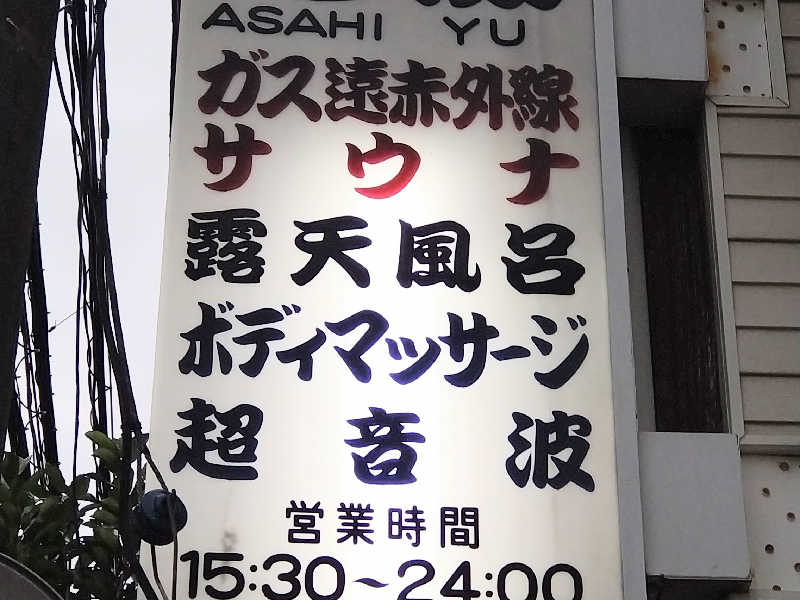 ASAHI YU
ガス遠赤外線
サウナ
露天風呂
ボディマッサージ
超音波
営業時間
15:30~24:00